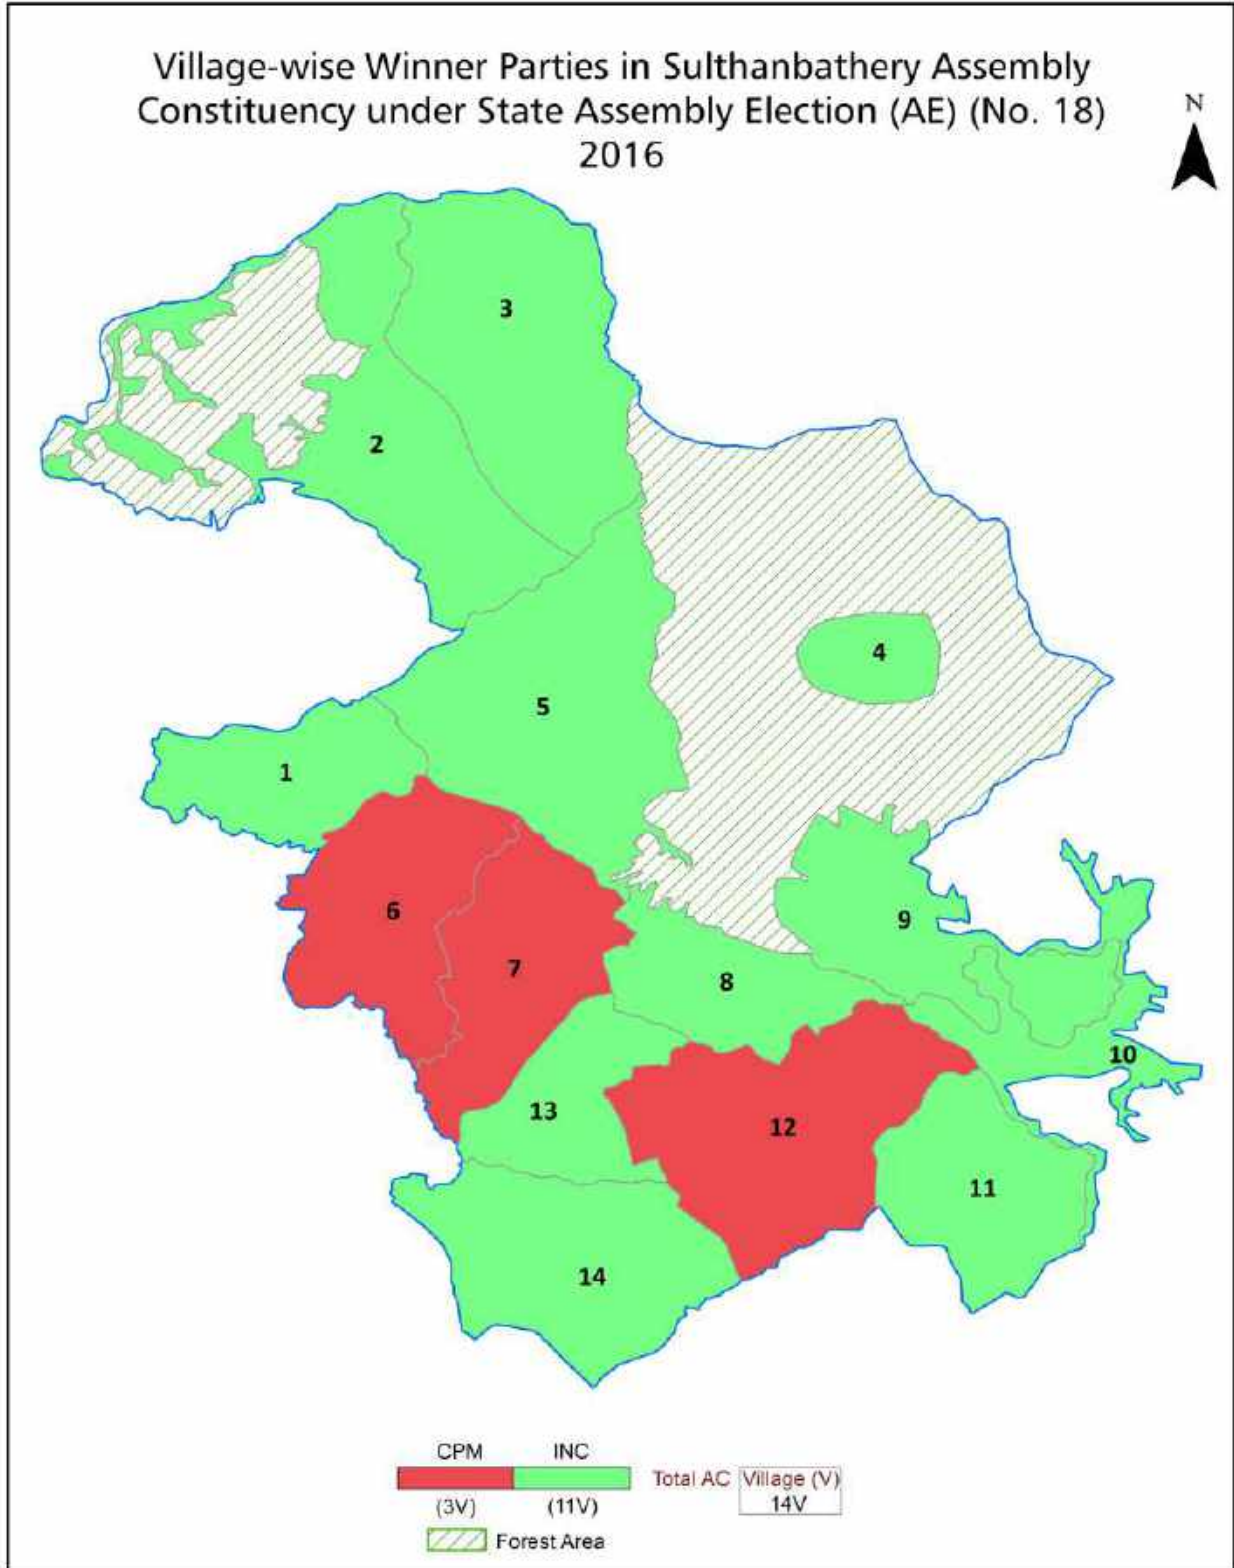 Village-wise Winner Parties in Sulthanbathery Assembly
Constituency under State Assembly Election (AE) (No. 18)
2016
N
3
2
4
5
1
6
9
7
8
10
13
12
11
14
CPM INC
Total AC Village (V)
(3V) (11V) 14V
Forest Area